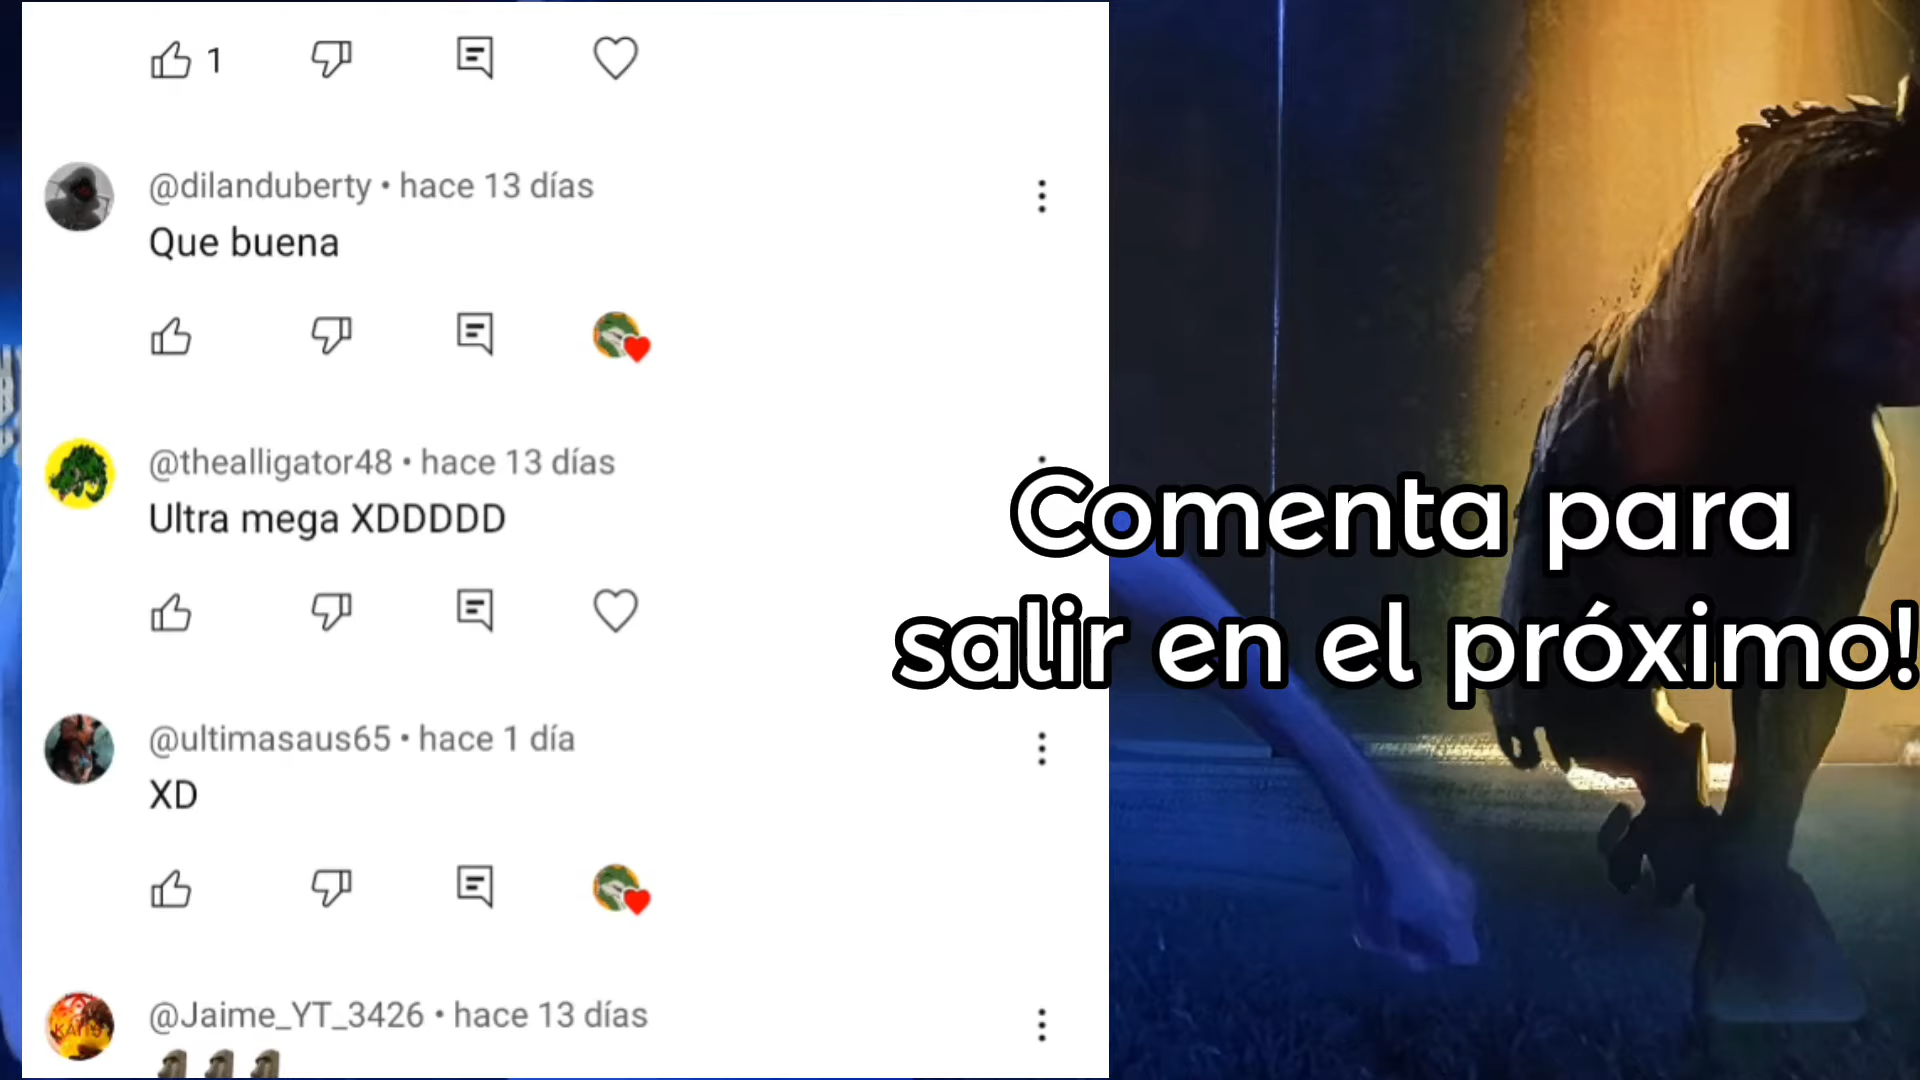 1
@dilanduberty • hace 13 días
Que buena
@thealligator48 • hace 13 días
Ultra mega XDDDDD
Comenta para
salir en el próximo!
@ultimasaus65 • hace 1 día
XD
@Jaime_YT_3426 • hace 13 días